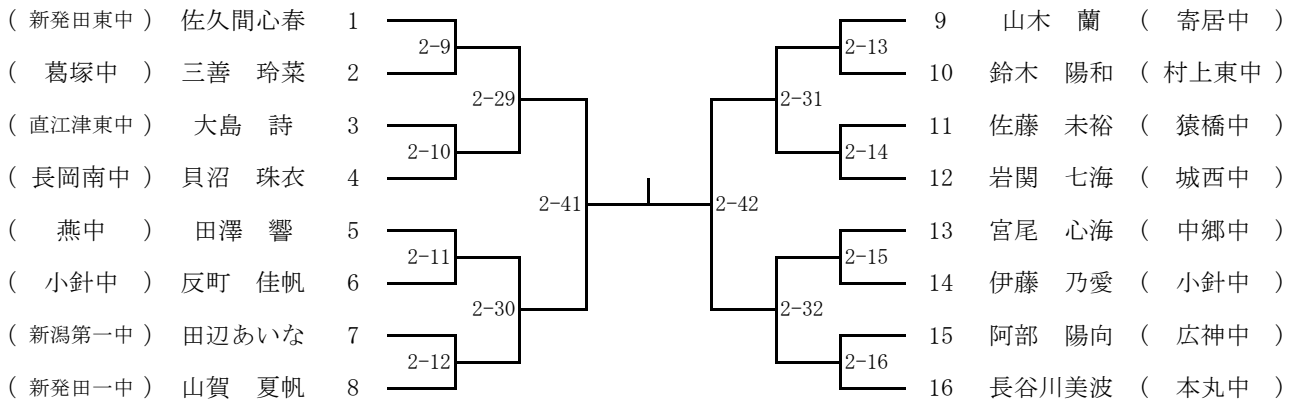 （ 新発田東中 ） 佐久間心春 1 9 山木 蘭 （ 寄居中 ）
2-9 2-13
（ 葛塚中 ） 三善 玲菜 2 10 鈴木 陽和 （ 村上東中 ）
2-29 2-31
（ 直江津東中 ） 大島 詩 3 11 佐藤 未裕 （ 猿橋中 ）
2-10 2-14
（ 長岡南中 ） 貝沼 珠衣 4 12 岩関 七海 （ 城西中 ）
2-41 2-42
（ 燕中 ） 田澤 響 5 13 宮尾 心海 （ 中郷中 ）
2-11 2-15
（ 小針中 ） 反町 佳帆 6 14 伊藤 乃愛 （ 小針中 ）
2-30 2-32
（ 新潟第一中 ） 田辺あいな 7 15 阿部 陽向 （ 広神中 ）
2-12 2-16
（ 新発田一中 ） 山賀 夏帆 8 16 長谷川美波 （ 本丸中 ）